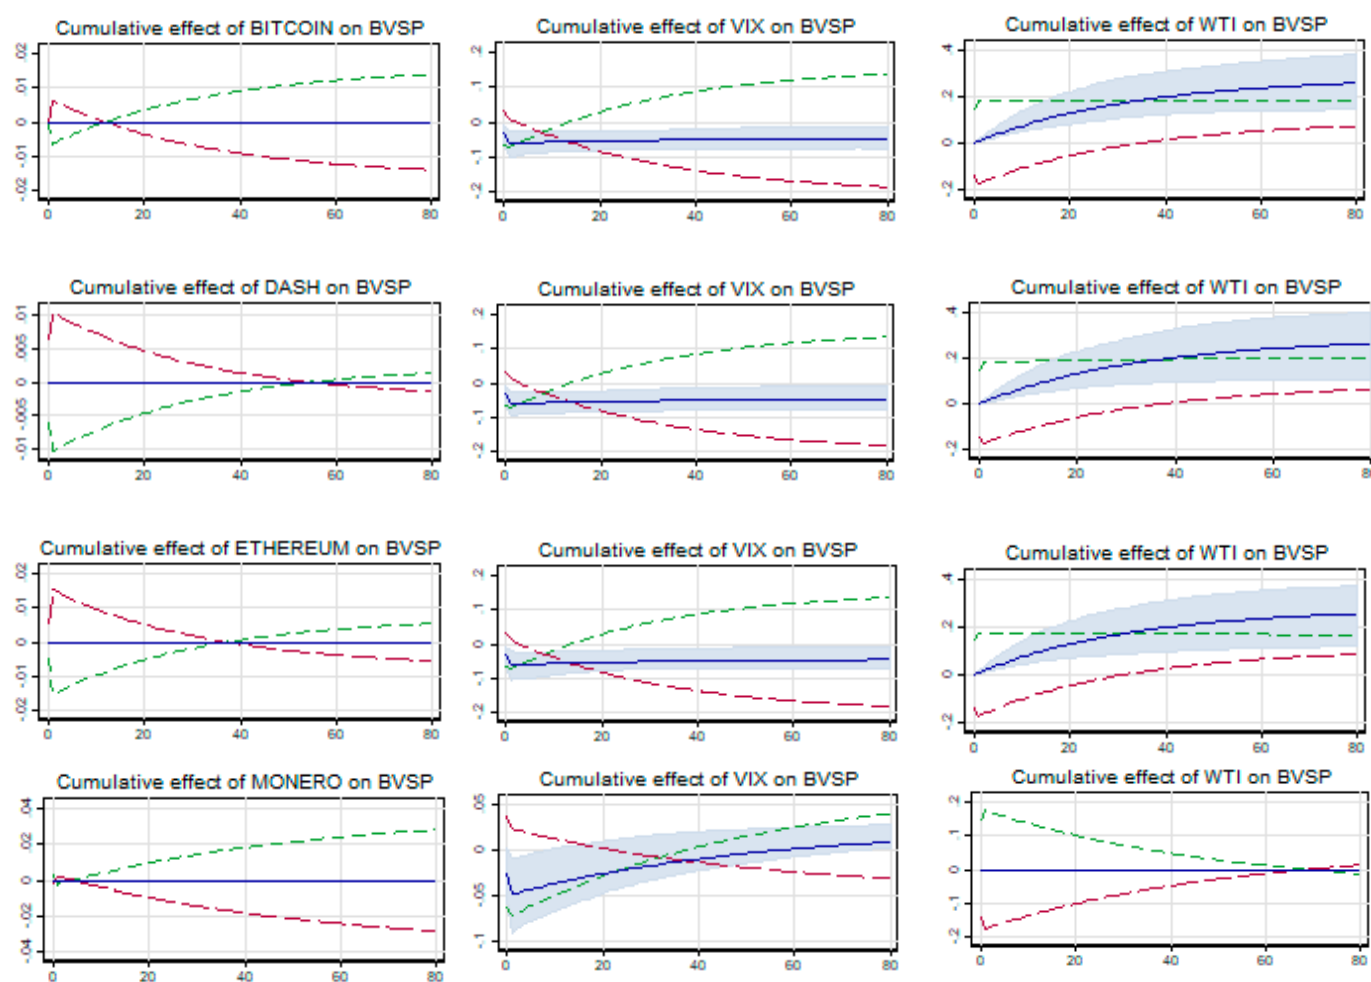 Cumulative effect of BITCOIN on BVSP
.02
.01
0
-.01
-.02
0 20 40 60 80
Cumulative effect of VIX on BVSP
.2
.1
0
-.1
-.2
0 20 40 60 80
Cumulative effect of WTI on BVSP
.4
.2
0
-.2
0 20 40 60 80
Cumulative effect of DASH on BVSP
.01
.005
0
-.005
-.01
0 20 40 60 80
Cumulative effect of VIX on BVSP
.2
.1
0
-.1
-.2
0 20 40 60 80
Cumulative effect of WTI on BVSP
.4
.2
0
-.2
0 20 40 60 80
Cumulative effect of ETHEREUM on BVSP
.02
.01
0
-.01
-.02
0 20 40 60 80
Cumulative effect of VIX on BVSP
.2
.1
0
-.1
-.2
0 20 40 60 80
Cumulative effect of WTI on BVSP
.4
.2
0
-.2
0 20 40 60 80
Cumulative effect of MONERO on BVSP
.04
.02
0
-.02
-.04
0 20 40 60 80
Cumulative effect of VIX on BVSP
.05
0
-.05
-.1
0 20 40 60 80
Cumulative effect of WTI on BVSP
.2
.1
0
-.1
-.2
0 20 40 60 80